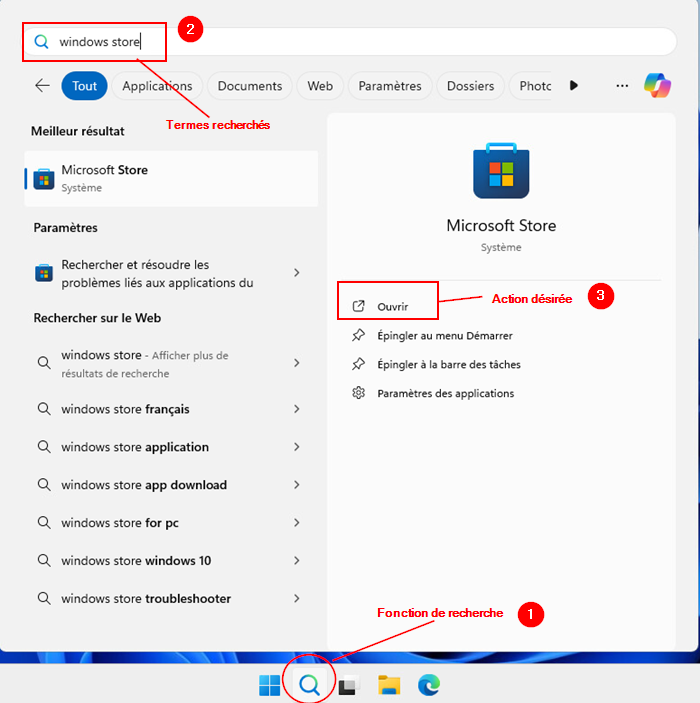 windows store
2
Tout
Applications
Documents
Web
Paramètres
Dossiers
Photc
...
Termes recherchés
Meilleur résultat
Microsoft Store
Système
Paramètres
Rechercher et résoudre les
problèmes liés aux applications du
Rechercher sur le Web
windows store - Afficher plus de
résultats de recherche
windows store français
windows store application
windows store app download
windows store for pc
windows store windows 10
windows store troubleshooter
Microsoft Store
Système
Ouvrir
Action désirée
3
Épingler au menu Démarrer
Épingler à la barre des tâches
Paramètres des applications
Fonction de recherche
1